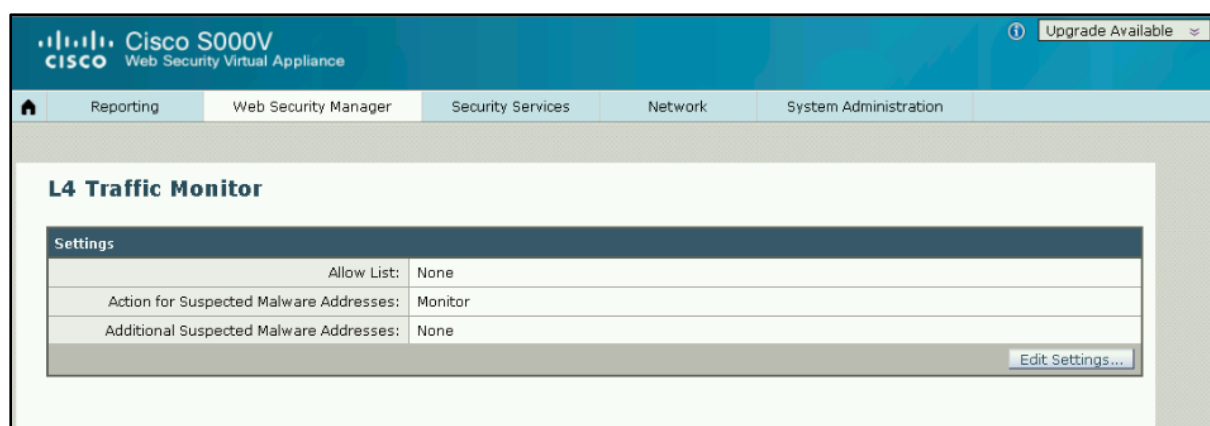 Cisco S000V
CISCO Web Security Virtual Appliance
Upgrade Available
Reporting Web Security Manager Security Services Network System Administration
L4 Traffic Monitor
Settings
Allow List: None
Action for Suspected Malware Addresses: Monitor
Additional Suspected Malware Addresses: None
Edit Settings...